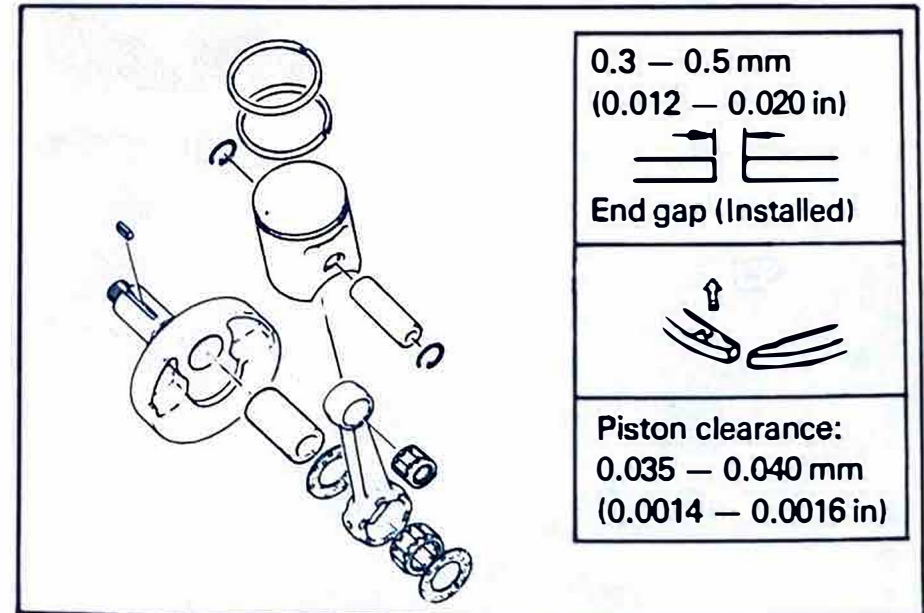 0.3 — 0.5 mm
(0.012 — 0.020 in)
End gap (Installed)
Piston clearance:
0.035 — 0.040 mm
(0.0014 — 0.0016 in)